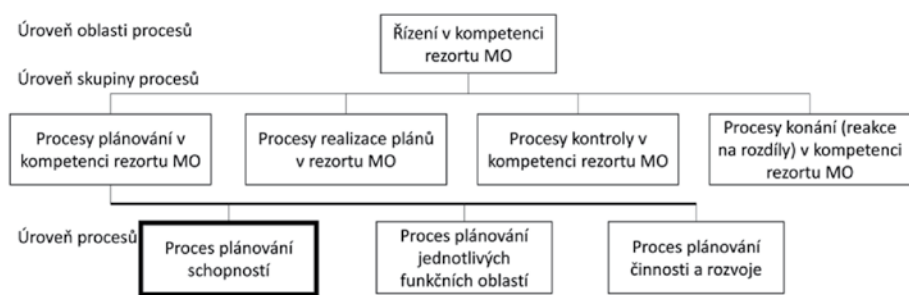 Úroveň oblasti procesů
Řízení v kompetenci
rezortu MO
Úroveň skupiny procesů
Procesy plánování v
kompetenci rezortu MO
Procesy realizace plánů
v rezortu MO
Procesy kontroly v
kompetenci rezortu MO
Procesy konání (reakce
na rozdíly) v kompetenci
rezortu MO
Úroveň procesů
Proces plánování
schopností
Proces plánování
jednotlivých
funkčních oblastí
Proces plánování
činnosti a rozvoje